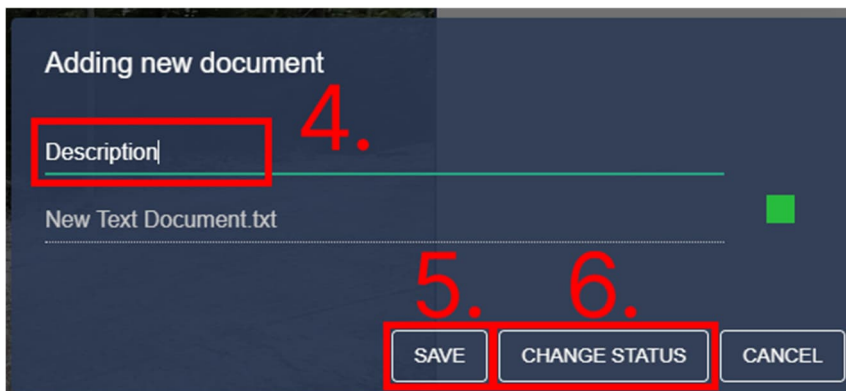 Adding new document
4.
Description
New Text Document.txt
5. 6.
SAVE CHANGE STATUS CANCEL